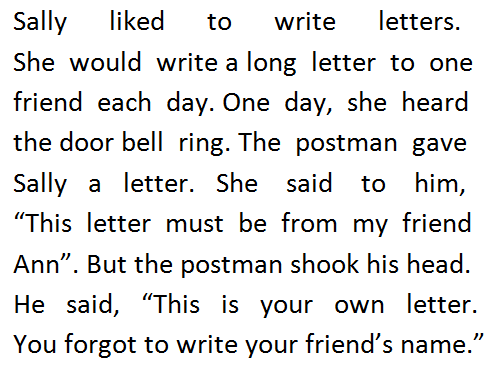 Sally liked to write letters.
She would write a long letter to one
friend each day. One day, she heard
the door bell ring. The postman gave
Sally a letter. She said to him,
“This letter must be from my friend
Ann”. But the postman shook his head.
He said, “This is your own letter.
You forgot to write your friend’s name.”